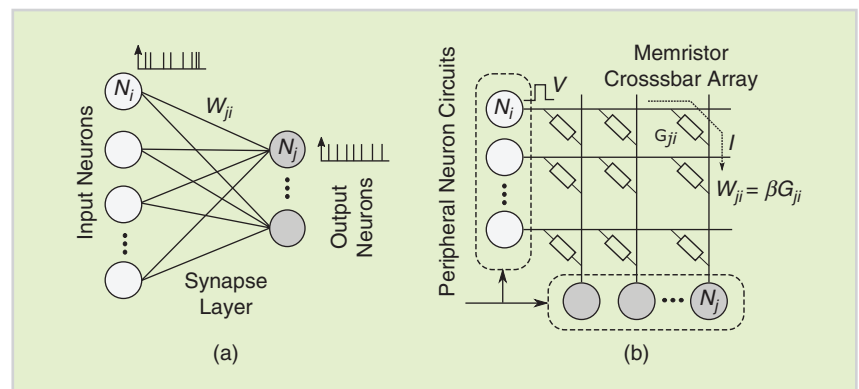 Input Neurons
N_i
W_ji
N_j
Output
Neurons
Synapse
Layer
(a)
Peripheral Neuron Circuits
Memristor
Crosssbar Array
N_i
V
G_ji
I
W_ji = βG_ji
N_j
(b)